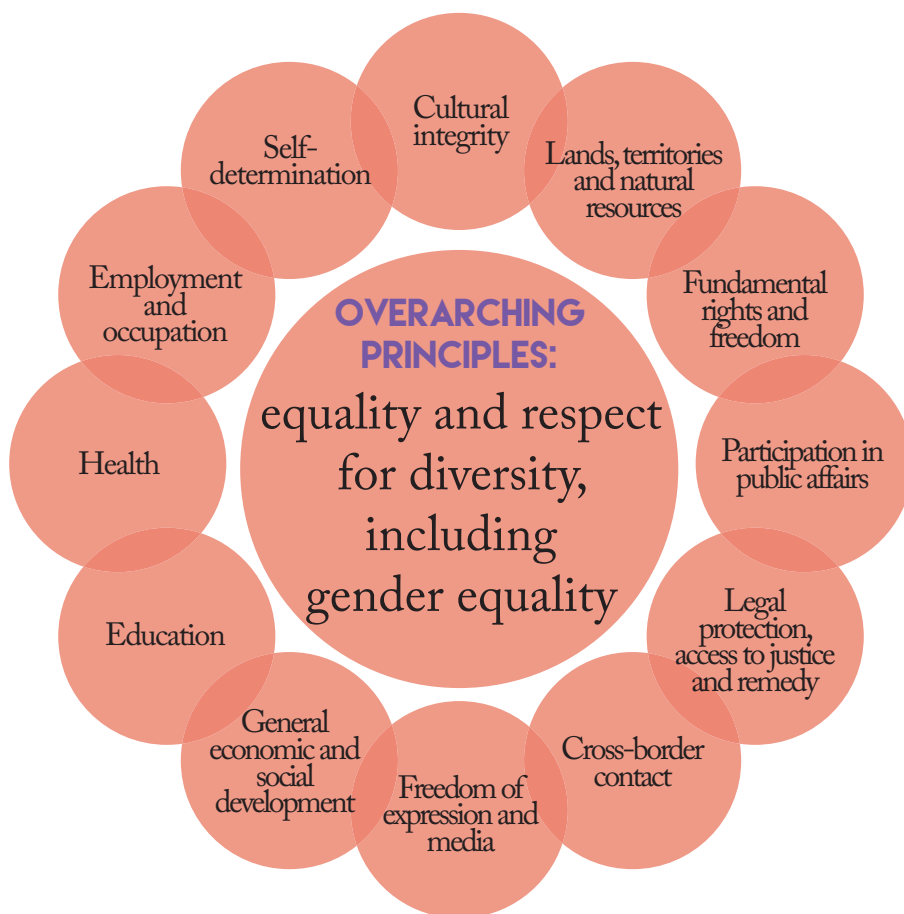 Cultural
integrity
Lands, territories
and natural
resources
Fundamental
rights and
freedom
Participation in
public affairs
Legal
protection,
access to justice
and remedy
Cross-border
contact
Freedom of
expression and
media
General
economic and
social
development
Education
Health
Employment
and
occupation
Self-
determination
OVERARCHING
PRINCIPLES:
equality and respect
for diversity,
including
gender equality